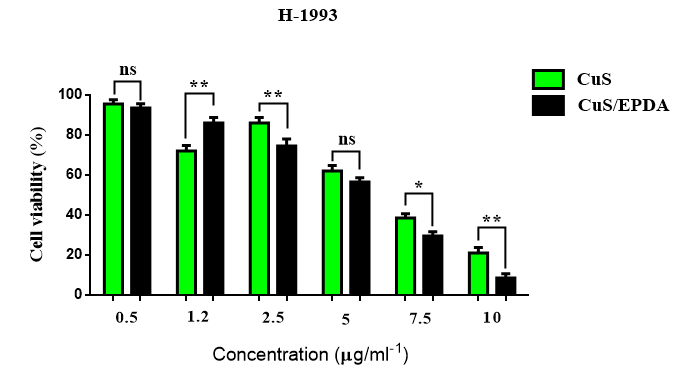 H-1993
CuS
CuS/EPDA
ns
**
**
ns
*
**
Cell viability (%)
100
80
60
40
20
0
0.5 1.2 2.5 5 7.5 10
Concentration (µg/ml⁻¹)